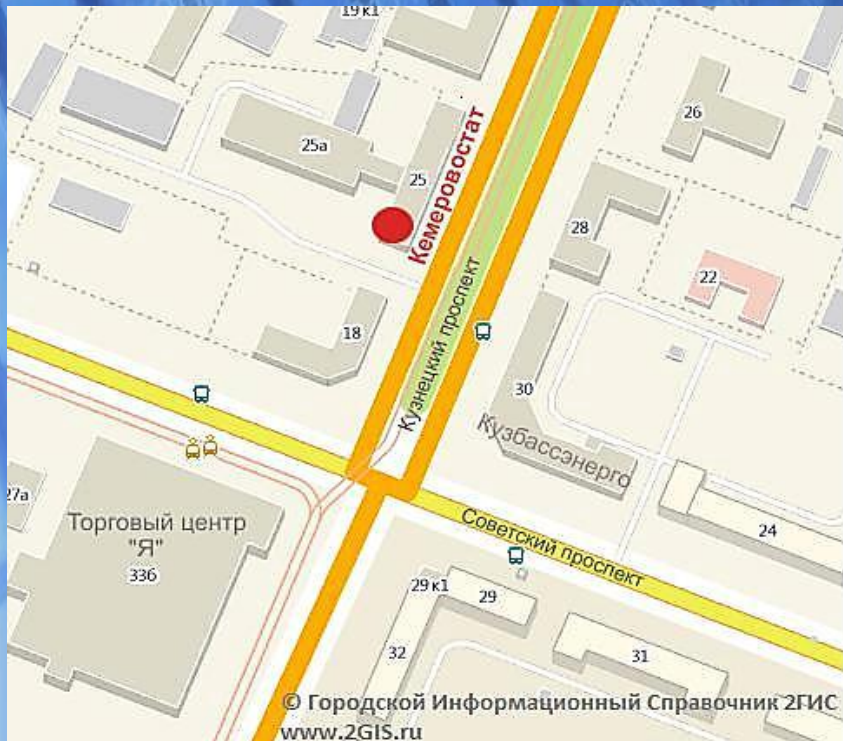 19 к1
26
25а
25
Кемеровостат
28
22
18
Кузнецкий проспект
30
Кузбассэнерго
27а
Торговый центр
"Я"
33б
Советский проспект
24
29 к1
29
32
31
© Городской Информационный Справочник 2ГИС
www.2GIS.ru